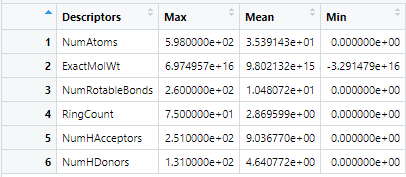 Descriptors Max Mean Min
1 NumAtoms 5.980000e+02 3.539143e+01 0.000000e+00
2 ExactMolWt 6.974957e+16 9.802132e+15 -3.291479e+16
3 NumRotableBonds 2.600000e+02 1.048072e+01 0.000000e+00
4 RingCount 7.500000e+01 2.869599e+00 0.000000e+00
5 NumHAcceptors 2.510000e+02 9.036770e+00 0.000000e+00
6 NumHDonors 1.310000e+02 4.640772e+00 0.000000e+00